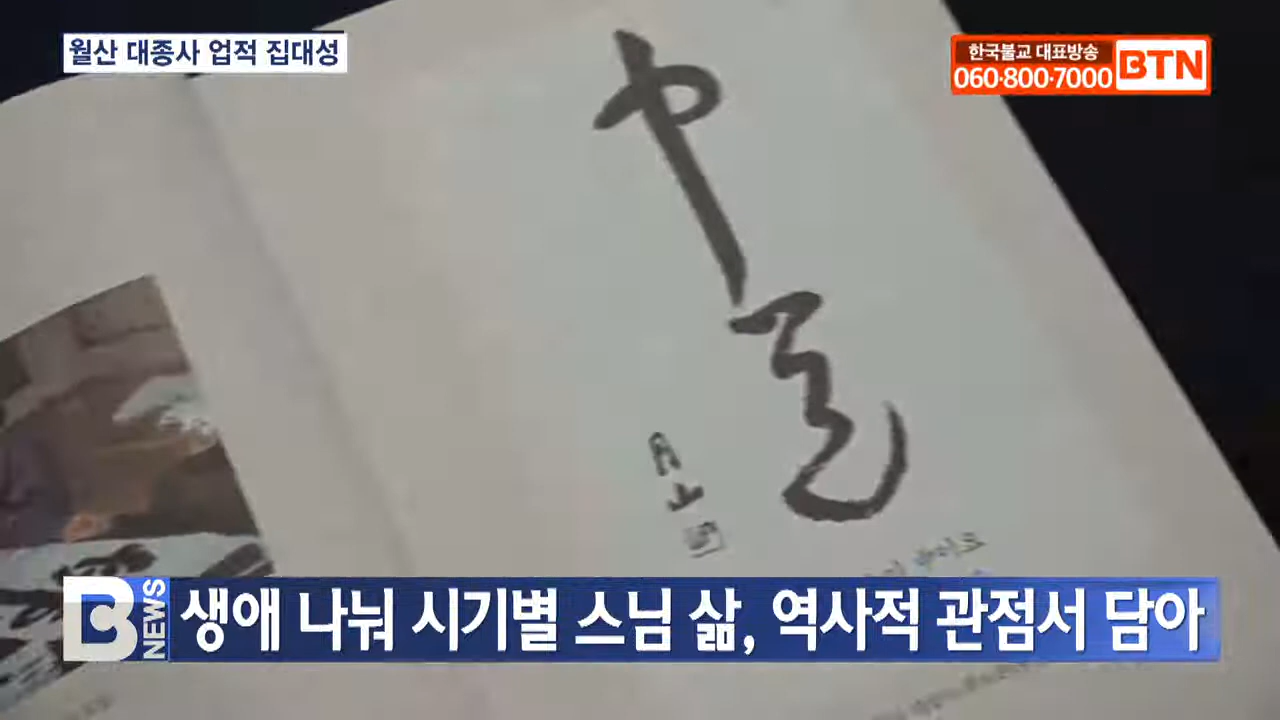 월산 대종사 업적 집대성
한국불교 대표방송
060·800·7000 BTN
中
道
月
山
B NEWS 생애 나눠 시기별 스님 삶, 역사적 관점서 담아